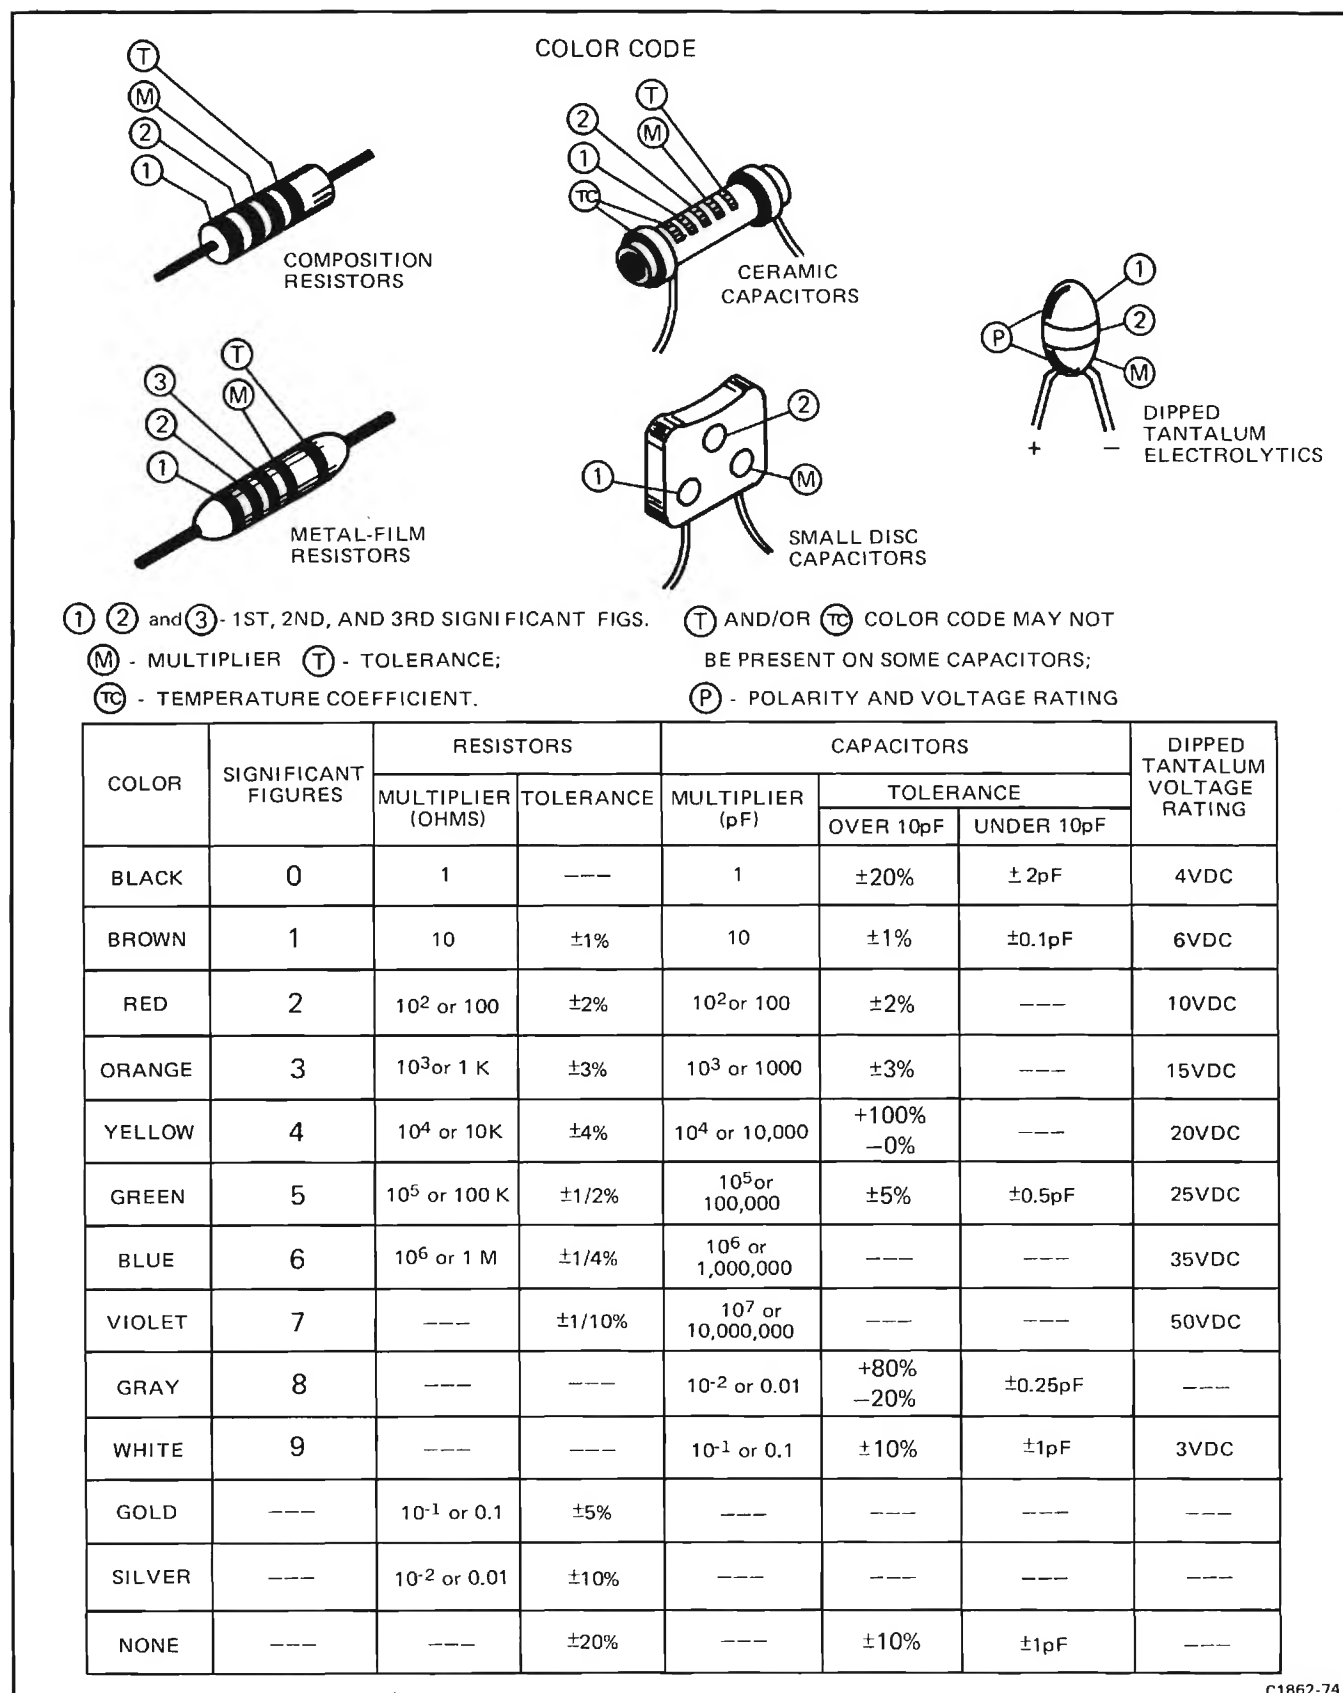 COLOR CODE
T
M
2
1
COMPOSITION
RESISTORS
T
2
M
1
TC
CERAMIC
CAPACITORS
1
2
P
M
+ −
DIPPED
TANTALUM
ELECTROLYTICS
T
3
M
2
1
METAL-FILM
RESISTORS
2
1
M
SMALL DISC
CAPACITORS
1 2 and 3 - 1ST, 2ND, AND 3RD SIGNIFICANT FIGS.
M - MULTIPLIER T - TOLERANCE;
TC - TEMPERATURE COEFFICIENT.
T AND/OR TC COLOR CODE MAY NOT
BE PRESENT ON SOME CAPACITORS;
P - POLARITY AND VOLTAGE RATING
COLOR
SIGNIFICANT
FIGURES
RESISTORS
MULTIPLIER
(OHMS)
TOLERANCE
CAPACITORS
MULTIPLIER
(pF)
TOLERANCE
OVER 10pF UNDER 10pF
DIPPED
TANTALUM
VOLTAGE
RATING
BLACK 0 1 --- 1 ±20% ±2pF 4VDC
BROWN 1 10 ±1% 10 ±1% ±0.1pF 6VDC
RED 2 10² or 100 ±2% 10² or 100 ±2% --- 10VDC
ORANGE 3 10³ or 1 K ±3% 10³ or 1000 ±3% --- 15VDC
YELLOW 4 10⁴ or 10K ±4% 10⁴ or 10,000 +100% −0% --- 20VDC
GREEN 5 10⁵ or 100 K ±1/2% 10⁵ or 100,000 ±5% ±0.5pF 25VDC
BLUE 6 10⁶ or 1 M ±1/4% 10⁶ or 1,000,000 --- --- 35VDC
VIOLET 7 --- ±1/10% 10⁷ or 10,000,000 --- --- 50VDC
GRAY 8 --- --- 10⁻² or 0.01 +80% −20% ±0.25pF ---
WHITE 9 --- --- 10⁻¹ or 0.1 ±10% ±1pF 3VDC
GOLD --- 10⁻¹ or 0.1 ±5% --- --- --- ---
SILVER --- 10⁻² or 0.01 ±10% --- --- --- ---
NONE --- --- ±20% --- ±10% ±1pF ---
C1862-74